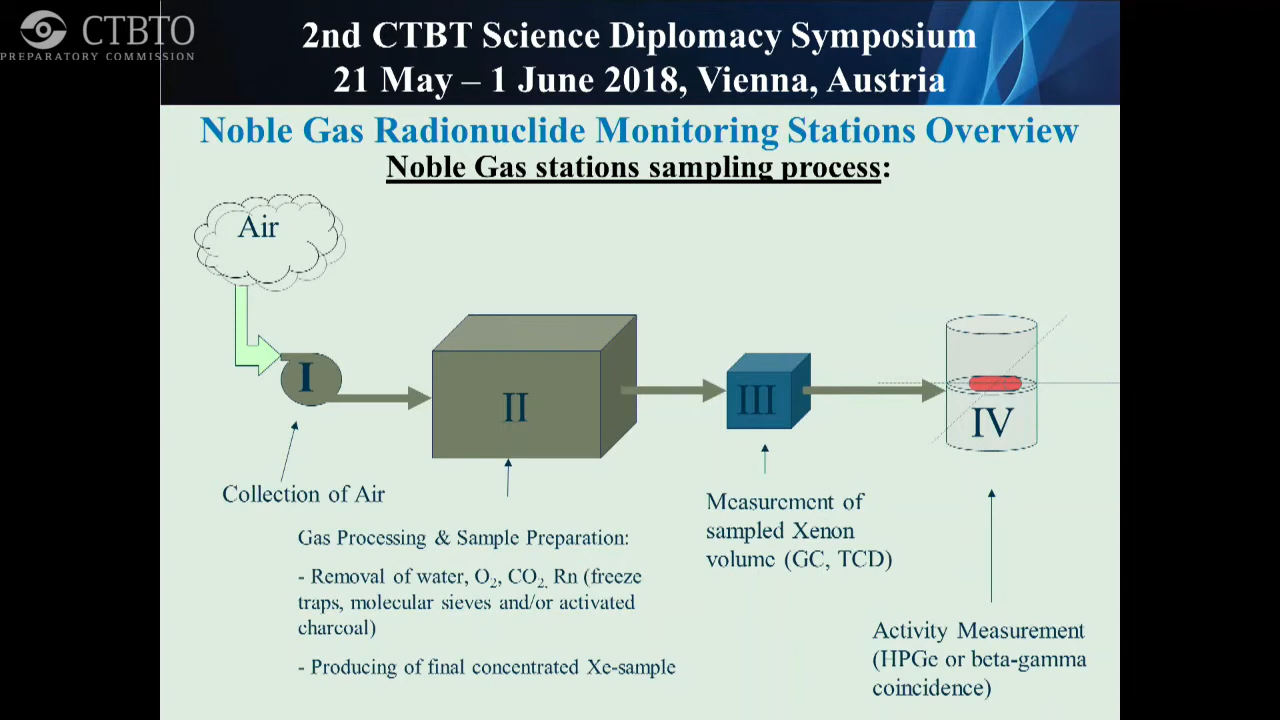 CTBTO
PREPARATORY COMMISSION
2nd CTBT Science Diplomacy Symposium
21 May – 1 June 2018, Vienna, Austria
Noble Gas Radionuclide Monitoring Stations Overview
Noble Gas stations sampling process:
Air
I
II
III
IV
Collection of Air
Gas Processing & Sample Preparation:
- Removal of water, O2, CO2, Rn (freeze
traps, molecular sieves and/or activated
charcoal)
- Producing of final concentrated Xe-sample
Measurement of
sampled Xenon
volume (GC, TCD)
Activity Measurement
(HPGe or beta-gamma
coincidence)